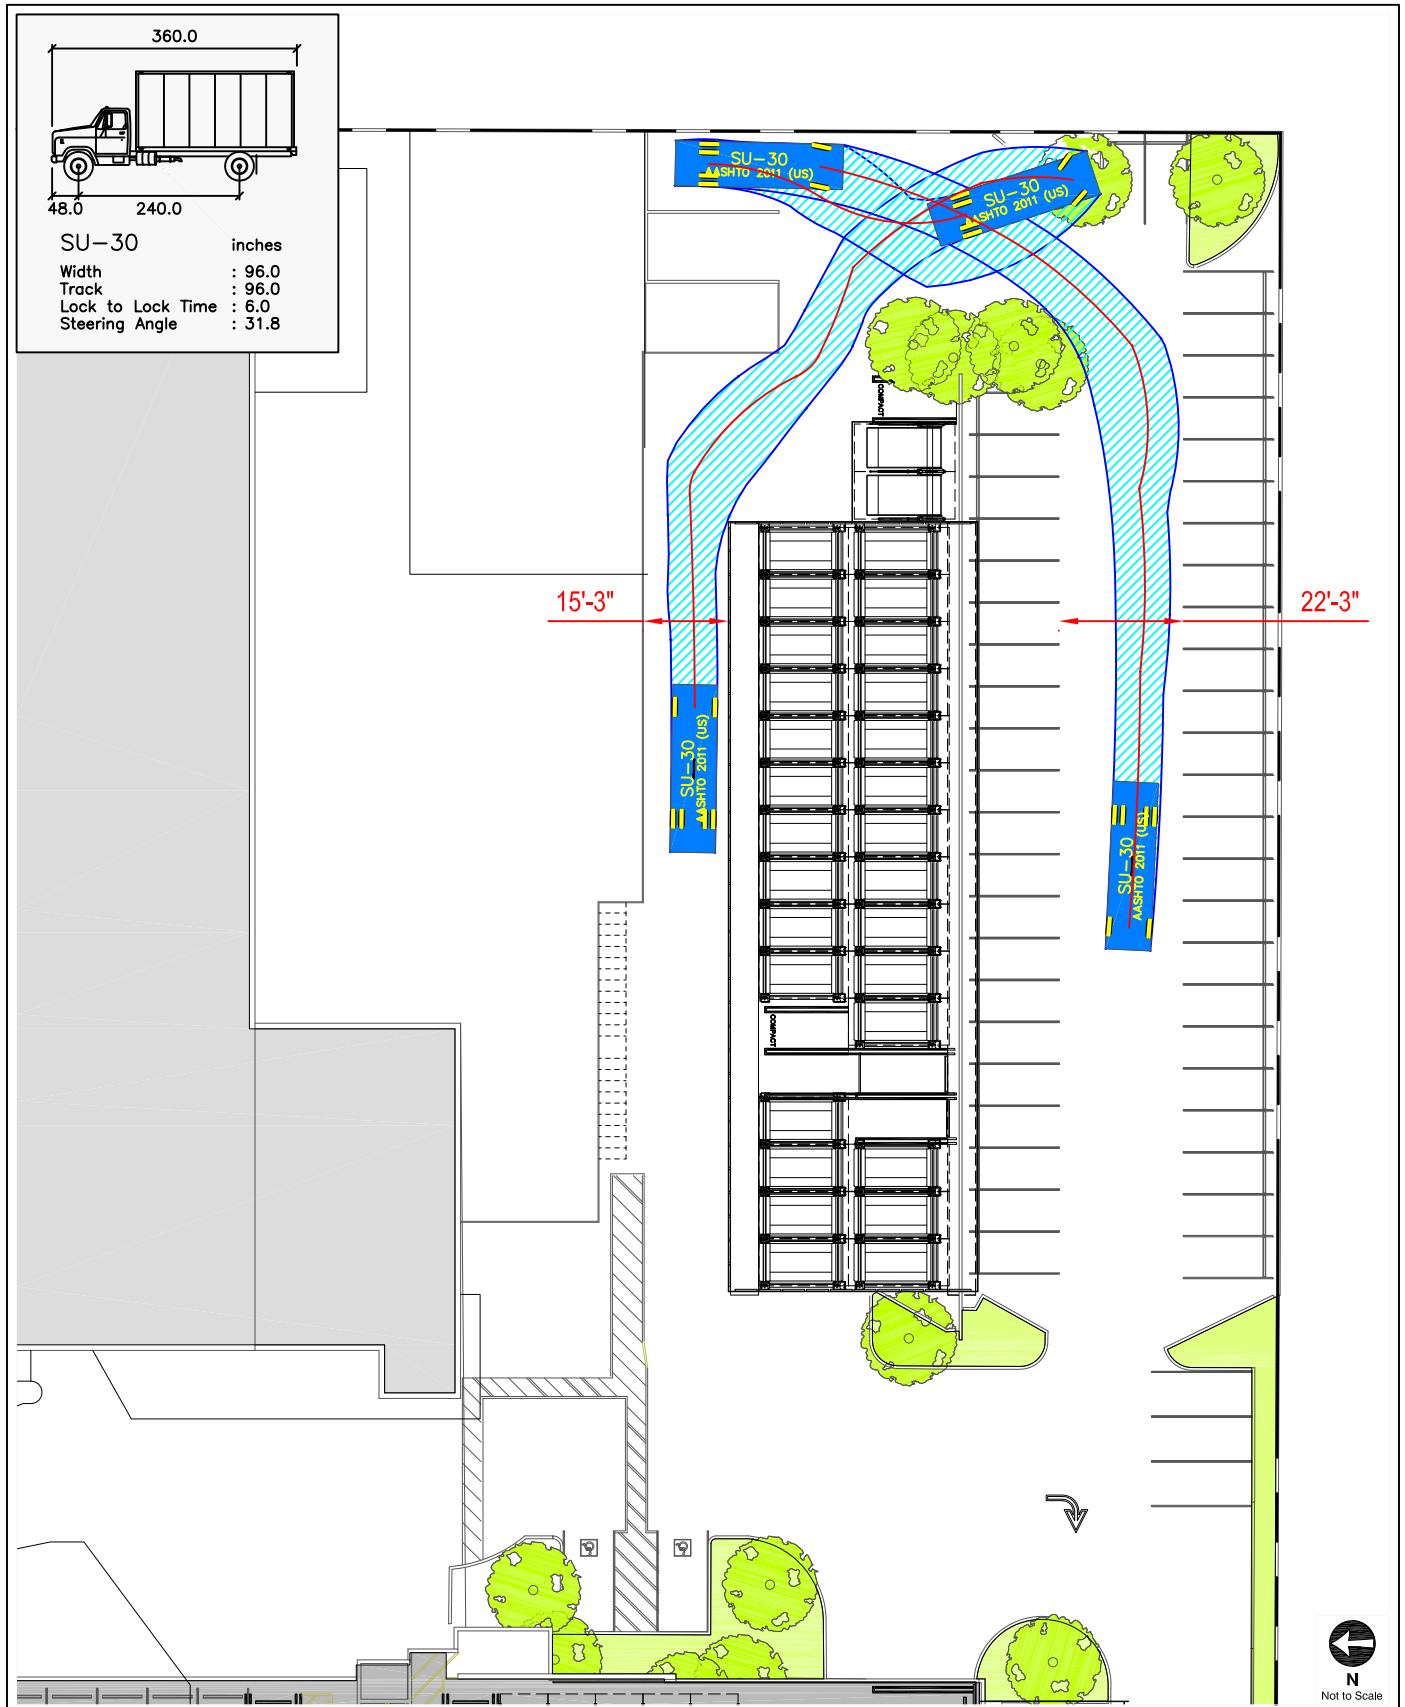 360.0
48.0
240.0
SU-30 inches
Width : 96.0
Track : 96.0
Lock to Lock Time : 6.0
Steering Angle : 31.8
SU-30
AASHTO 2011 (US)
SU-30
AASHTO 2011 (US)
COMPACT
15'-3"
22'-3"
SU-30
AASHTO 2011 (US)
SU-30
AASHTO 2011 (US)
COMPACT
N
Not to Scale